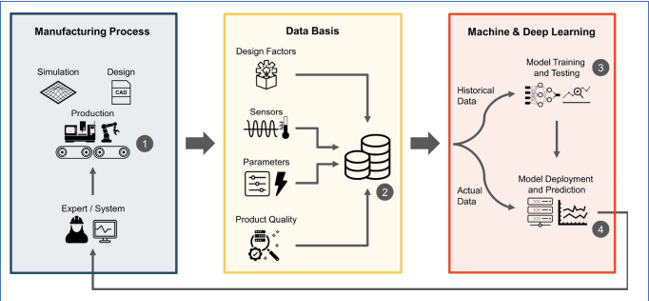 Manufacturing Process
Simulation
Design
CAD
Production
1
Expert / System
Data Basis
Design Factors
Sensors
Parameters
2
Product Quality
Machine & Deep Learning
Model Training
and Testing
3
Historical
Data
Actual
Data
Model Deployment
and Prediction
4